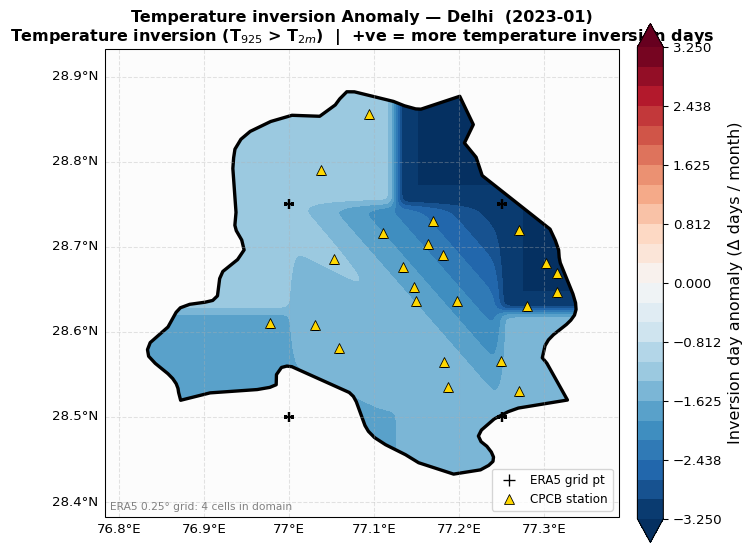 Temperature inversion Anomaly — Delhi  (2023-01)
Temperature inversion (T₉₂₅ > T₂ₘ)  |  +ve = more temperature inversion days
28.9°N
28.8°N
28.7°N
28.6°N
28.5°N
28.4°N
76.8°E
76.9°E
77°E
77.1°E
77.2°E
77.3°E
ERA5 0.25° grid: 4 cells in domain
ERA5 grid pt
CPCB station
3.250
2.438
1.625
0.812
0.000
−0.812
−1.625
−2.438
−3.250
Inversion day anomaly (Δ days / month)